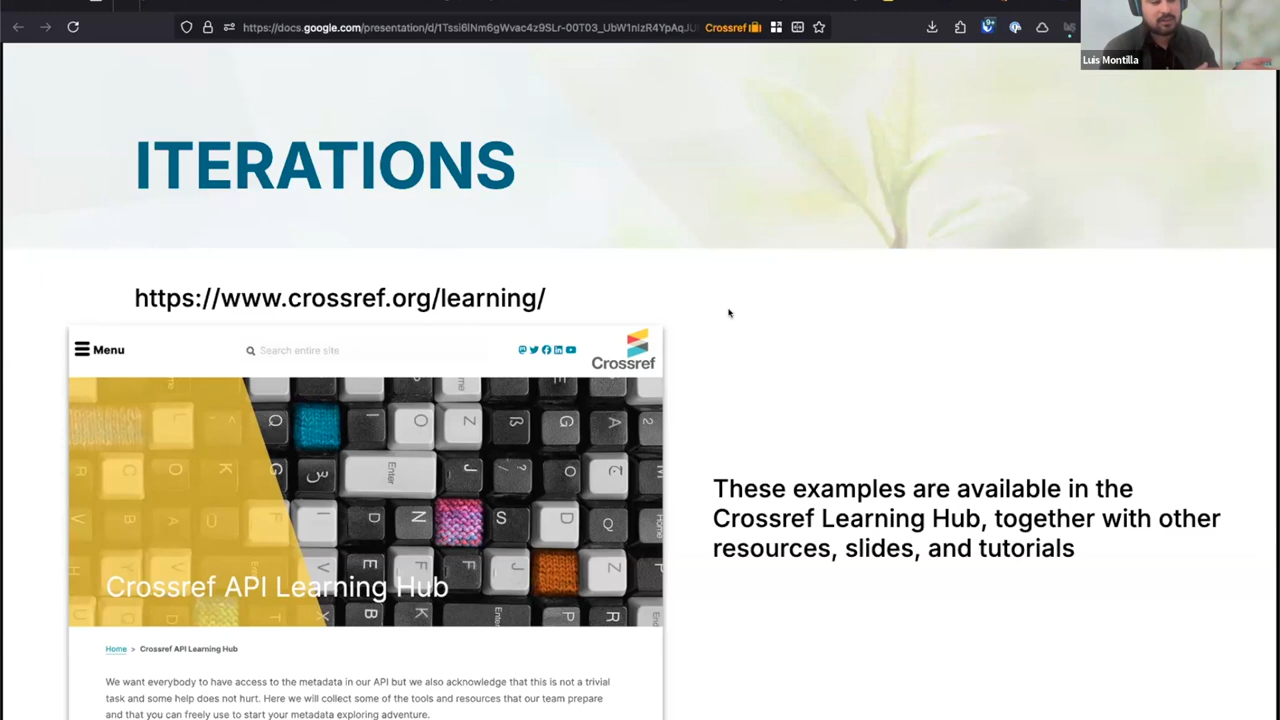 https://docs.google.com/presentation/d/
Crossref
Luis Montilla
ITERATIONS
https://www.crossref.org/learning/
Menu
Search entire site
Crossref
Crossref API Learning Hub
Home > Crossref API Learning Hub
We want everybody to have access to the metadata in our API but we also acknowledge that this is not a trivial
task and some help does not hurt. Here we will collect some of the tools and resources that our team prepare
and that you can freely use to start your metadata exploring adventure.
These examples are available in the
Crossref Learning Hub, together with other
resources, slides, and tutorials